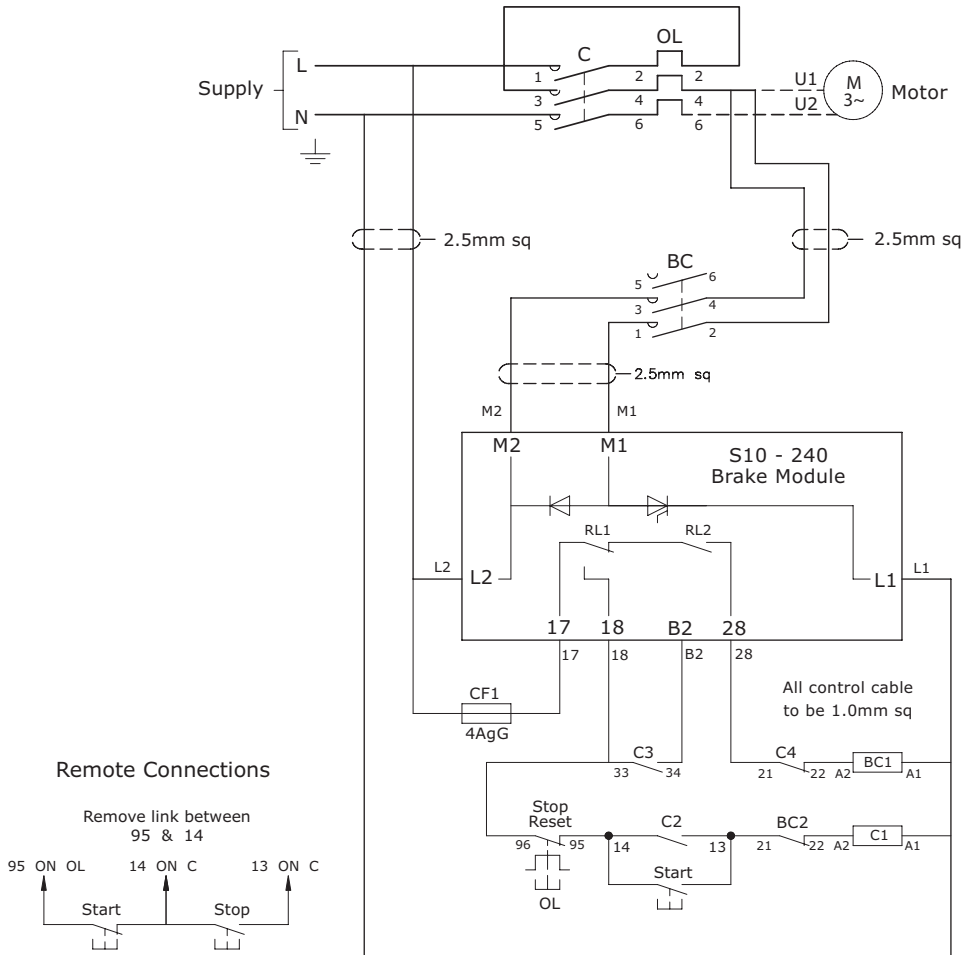 OL
C
L
1 2 2
U1
M
3~
Motor
Supply
3 4 4
U2
N
5 6 6
2.5mm sq
2.5mm sq
BC
5 6
3 4
1 2
2.5mm sq
M2 M1
M2 M1
S10 - 240
Brake Module
RL1 RL2
L2 L2
L1 L1
17 18 B2 28
17 18 B2 28
CF1
4AgG
All control cable
to be 1.0mm sq
C3
33 34
C4
21 22 A2 BC1 A1
Stop
Reset
96 95
C2
14 13
BC2
21 22 A2 C1 A1
Start
OL
Remote Connections
Remove link between
95 & 14
95 ON OL 14 ON C 13 ON C
Start Stop